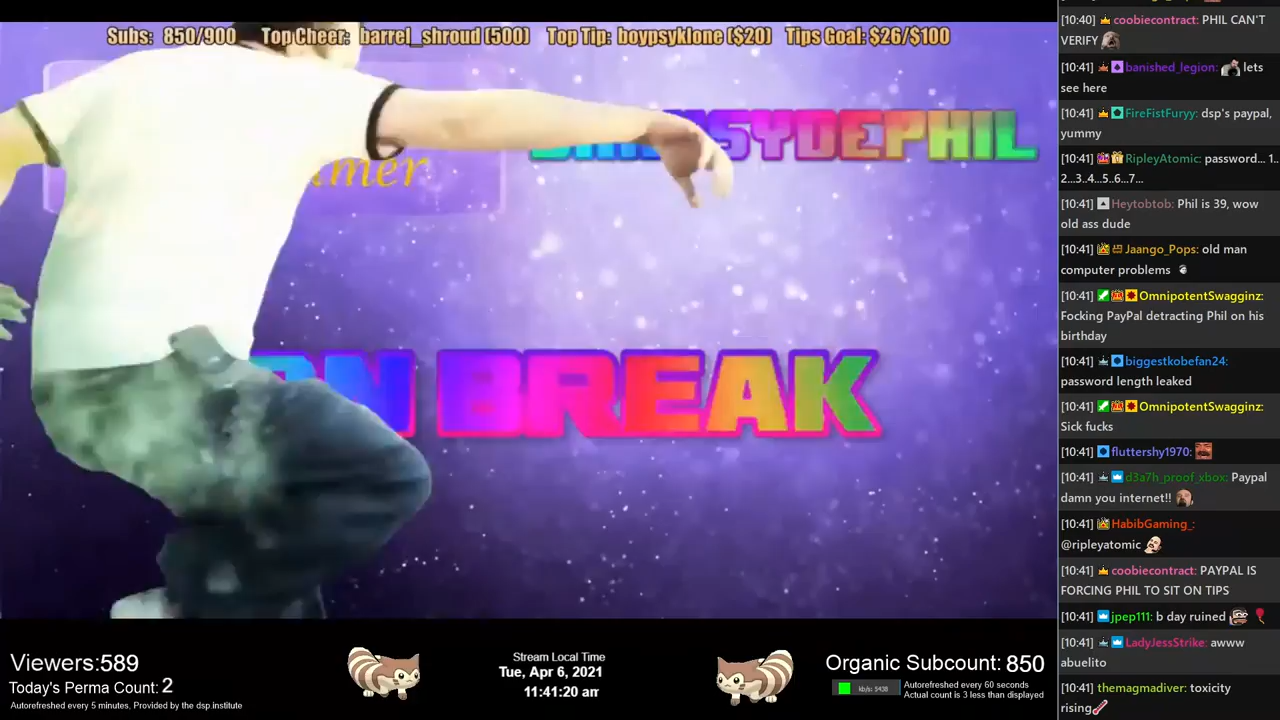 Subs: 850/900 Top Cheer: barrel_shroud (500) Top Tip: boypsyklone ($20) Tips Goal: $26/$100
SYDEPHIL
mer
ON BREAK
Viewers:589
Today's Perma Count: 2
Autorefreshed every 5 minutes, Provided by the dsp.institute
Stream Local Time
Tue, Apr 6, 2021
11:41:20 am
Organic Subcount: 850
kb/s: 5438
Autorefreshed every 60 seconds
Actual count is 3 less than displayed
[10:40] coobiecontract: PHIL CAN'T
VERIFY
[10:41] banished_legion: lets
see here
[10:41] FireFistFuryy: dsp's paypal,
yummy
[10:41] RipleyAtomic: password... 1..
2...3..4...5..6...7...
[10:41] Heytobtob: Phil is 39, wow
old ass dude
[10:41] Jaango_Pops: old man
computer problems
[10:41] OmnipotentSwagginz:
Focking PayPal detracting Phil on his
birthday
[10:41] biggestkobefan24:
password length leaked
[10:41] OmnipotentSwagginz:
Sick fucks
[10:41] fluttershy1970:
[10:41] d3a7h_proof_xbox: Paypal
damn you internet!!
[10:41] HabibGaming_:
@ripleyatomic
[10:41] coobiecontract: PAYPAL IS
FORCING PHIL TO SIT ON TIPS
[10:41] jpep111: b day ruined
[10:41] LadyJessStrike: awww
abuelito
[10:41] themagmadiver: toxicity
rising